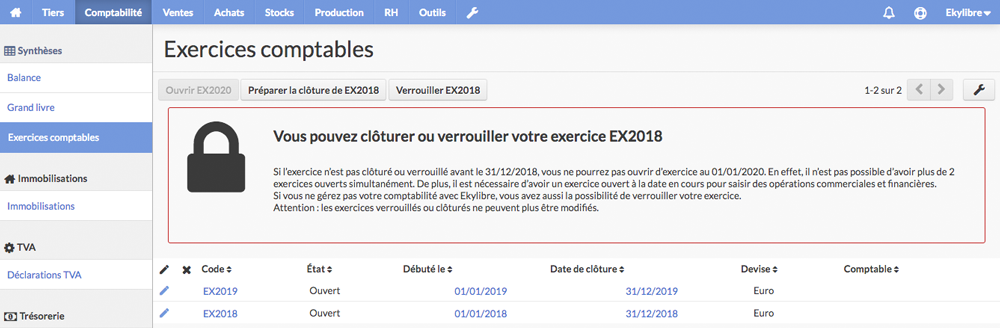 Tiers Comptabilité Ventes Achats Stocks Production RH Outils Ekylibre
Synthèses
Balance
Grand livre
Exercices comptables
Immobilisations
Immobilisations
TVA
Déclarations TVA
Trésorerie
Exercices comptables
Ouvrir EX2020 Préparer la clôture de EX2018 Verrouiller EX2018 1-2 sur 2
Vous pouvez clôturer ou verrouiller votre exercice EX2018
Si l'exercice n'est pas clôturé ou verrouillé avant le 31/12/2018, vous ne pourrez pas ouvrir d'exercice au 01/01/2020. En effet, il n'est pas possible d'avoir plus de 2
exercices ouverts simultanément. De plus, il est nécessaire d'avoir un exercice ouvert à la date en cours pour saisir des opérations commerciales et financières.
Si vous ne gérez pas votre comptabilité avec Ekylibre, vous avez aussi la possibilité de verrouiller votre exercice.
Attention : les exercices verrouillés ou clôturés ne peuvent plus être modifiés.
Code État Débuté le Date de clôture Devise Comptable
EX2019 Ouvert 01/01/2019 31/12/2019 Euro
EX2018 Ouvert 01/01/2018 31/12/2018 Euro